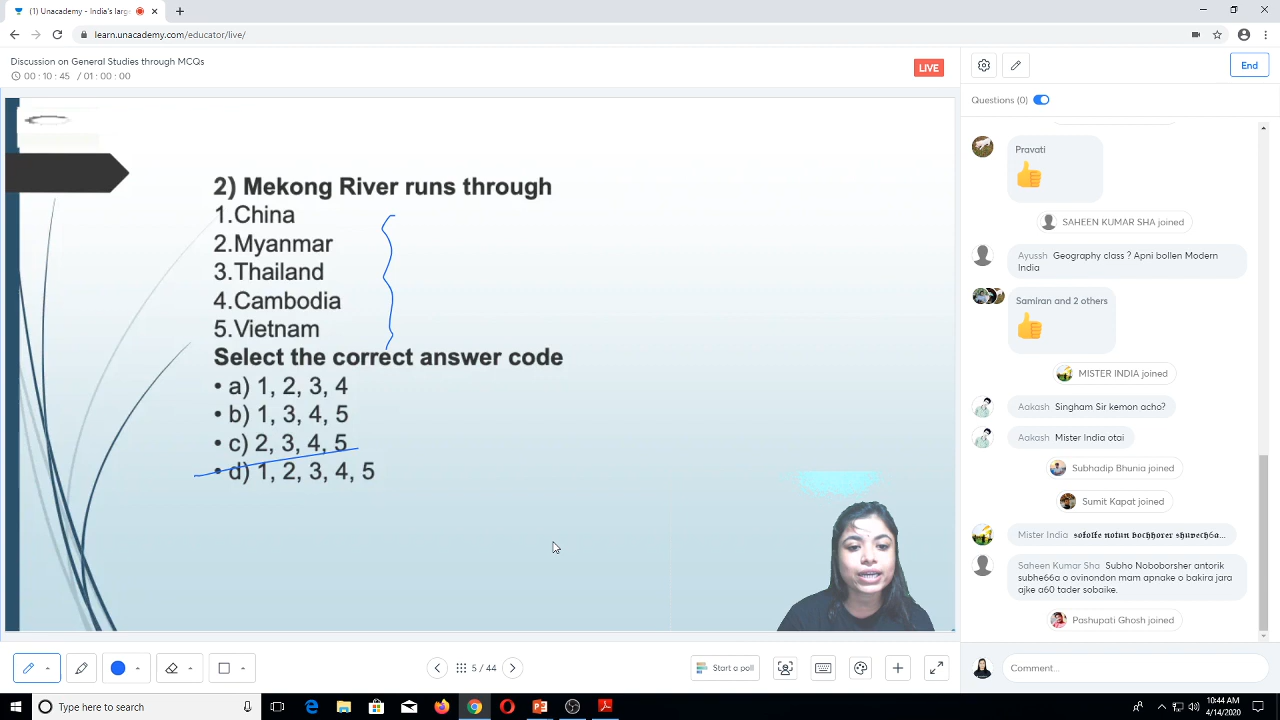 (1) Unacademy - India's larg
learn.unacademy.com/educator/live/
Discussion on General Studies through MCQs
00 : 10 : 45 / 01 : 00 : 00
LIVE
2) Mekong River runs through
1.China
2.Myanmar
3.Thailand
4.Cambodia
5.Vietnam
Select the correct answer code
• a) 1, 2, 3, 4
• b) 1, 3, 4, 5
• c) 2, 3, 4, 5
• d) 1, 2, 3, 4, 5
5 / 44
Start a poll
End
Questions (0)
Pravati
SAHEEN KUMAR SHA joined
Ayussh Geography class ? Apni bollen Modern
India
Samiran and 2 others
MISTER INDIA joined
Aakash Singham Sir kemon acho?
Aakash Mister India otai
Subhadip Bhunia joined
Sumit Kapat joined
Mister India
Saheen Kumar Sha Subho Noboborsher antorik
subhe66a o ovinondon mam apnake o bakira jara
ajke a60 tader sobaike.
Pashupati Ghosh joined
Comment...
Type here to search
10:44 AM
4/14/2020